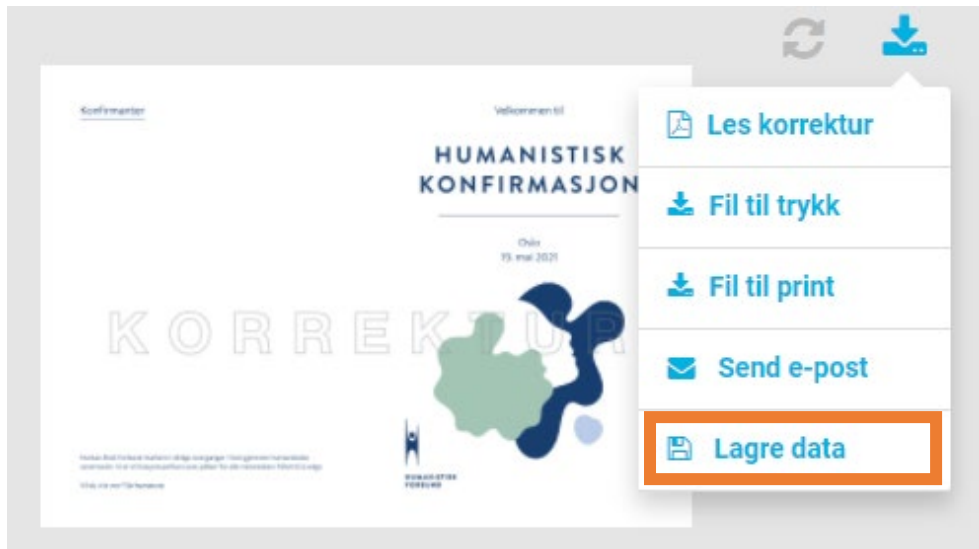 Konfirmanter
Velkommen til
HUMANISTISK
KONFIRMASJON
Oslo
15. mai 2021
KORREKTUR
HUMANETISK
FORBUND
Les korrektur
Fil til trykk
Fil til print
Send e-post
Lagre data